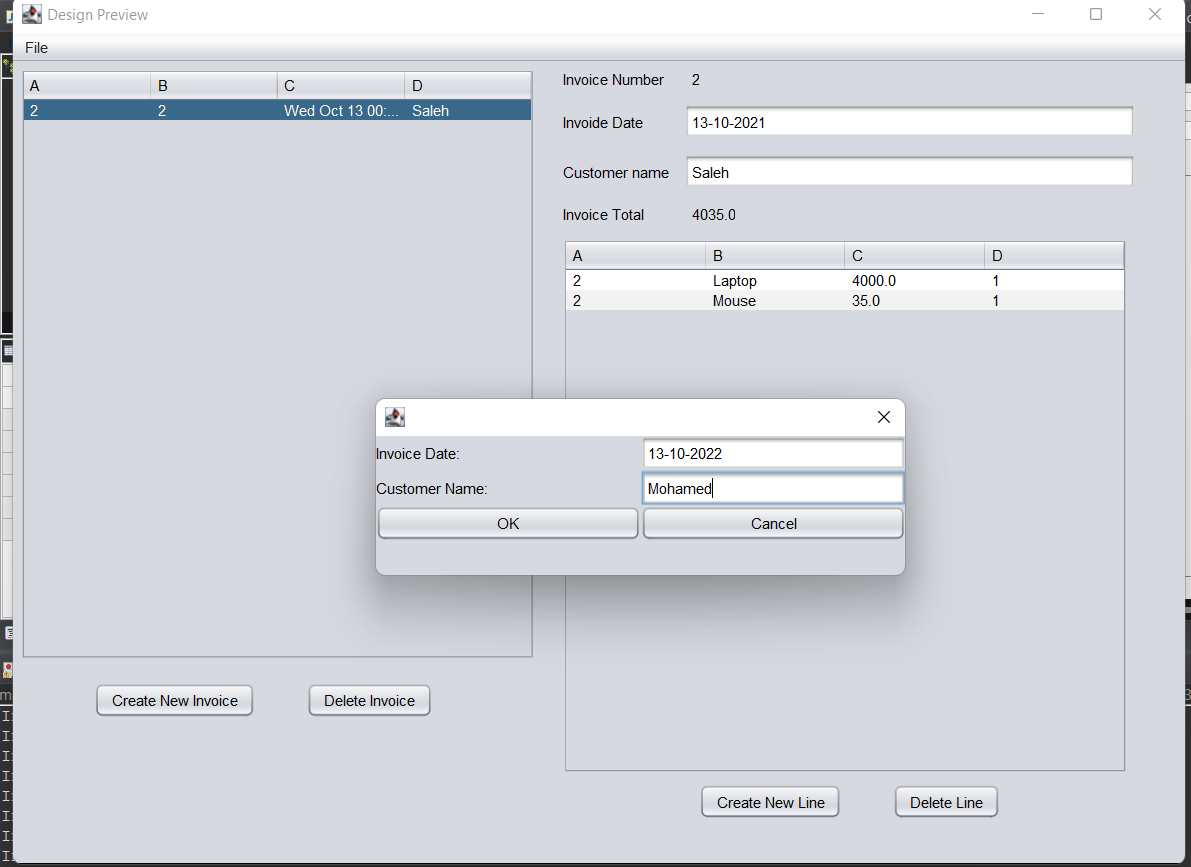 Design Preview
File
A B C D
2 2 Wed Oct 13 00:... Saleh
Invoice Number 2
Invoide Date 13-10-2021
Customer name Saleh
Invoice Total 4035.0
A B C D
2 Laptop 4000.0 1
2 Mouse 35.0 1
Invoice Date: 13-10-2022
Customer Name: Mohamed
OK Cancel
Create New Invoice Delete Invoice
Create New Line Delete Line